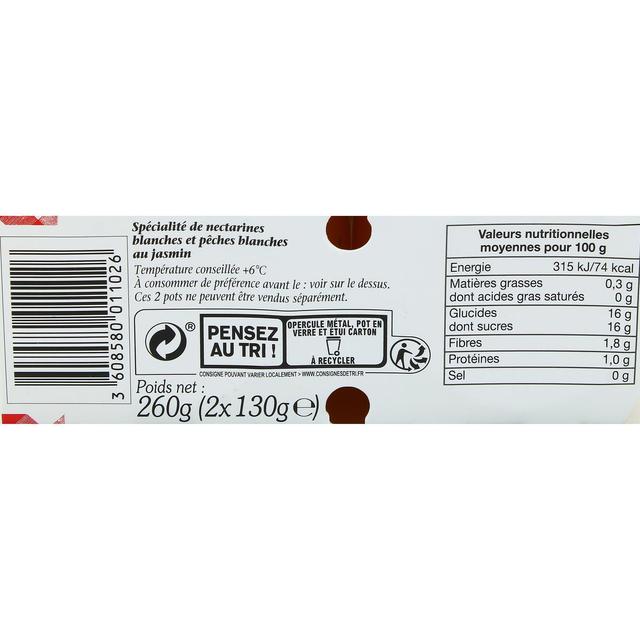 Spécialité de nectarines
blanches et pêches blanches
au jasmin
Température conseillée +6°C
À consommer de préférence avant le : voir sur le dessus.
Ces 2 pots ne peuvent être vendus séparément.
3 608580 011026
®
PENSEZ
AU TRI !
OPERCULE MÉTAL, POT EN
VERRE ET ÉTUI CARTON
À RECYCLER
CONSIGNE POUVANT VARIER LOCALEMENT > WWW.CONSIGNESDETRI.FR
Poids net :
260g (2x130g e)
Valeurs nutritionnelles
moyennes pour 100 g
Energie 315 kJ/74 kcal
Matières grasses 0,3 g
dont acides gras saturés 0 g
Glucides 16 g
dont sucres 16 g
Fibres 1,8 g
Protéines 1,0 g
Sel 0 g